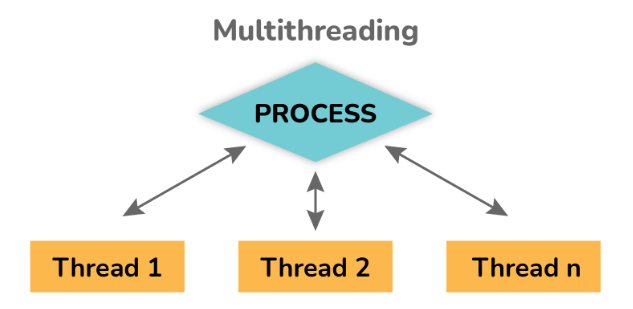 Multithreading
PROCESS
Thread 1
Thread 2
Thread n